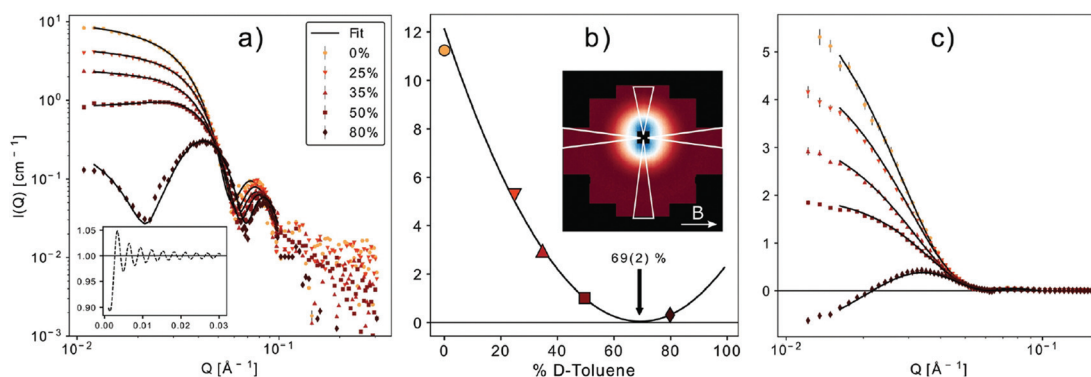 a)
Fit
0%
25%
35%
50%
80%
10^1
10^0
10^−1
10^−2
10^−3
I(Q) [cm^−1]
1.05
1.00
0.95
0.90
0.00 0.01 0.02 0.03
10^−2 10^−1
Q [Å^−1]
b)
12
10
8
6
4
2
0
B
69(2) %
0 20 40 60 80 100
% D-Toluene
c)
5
4
3
2
1
0
10^−2 10^−1
Q [Å^−1]